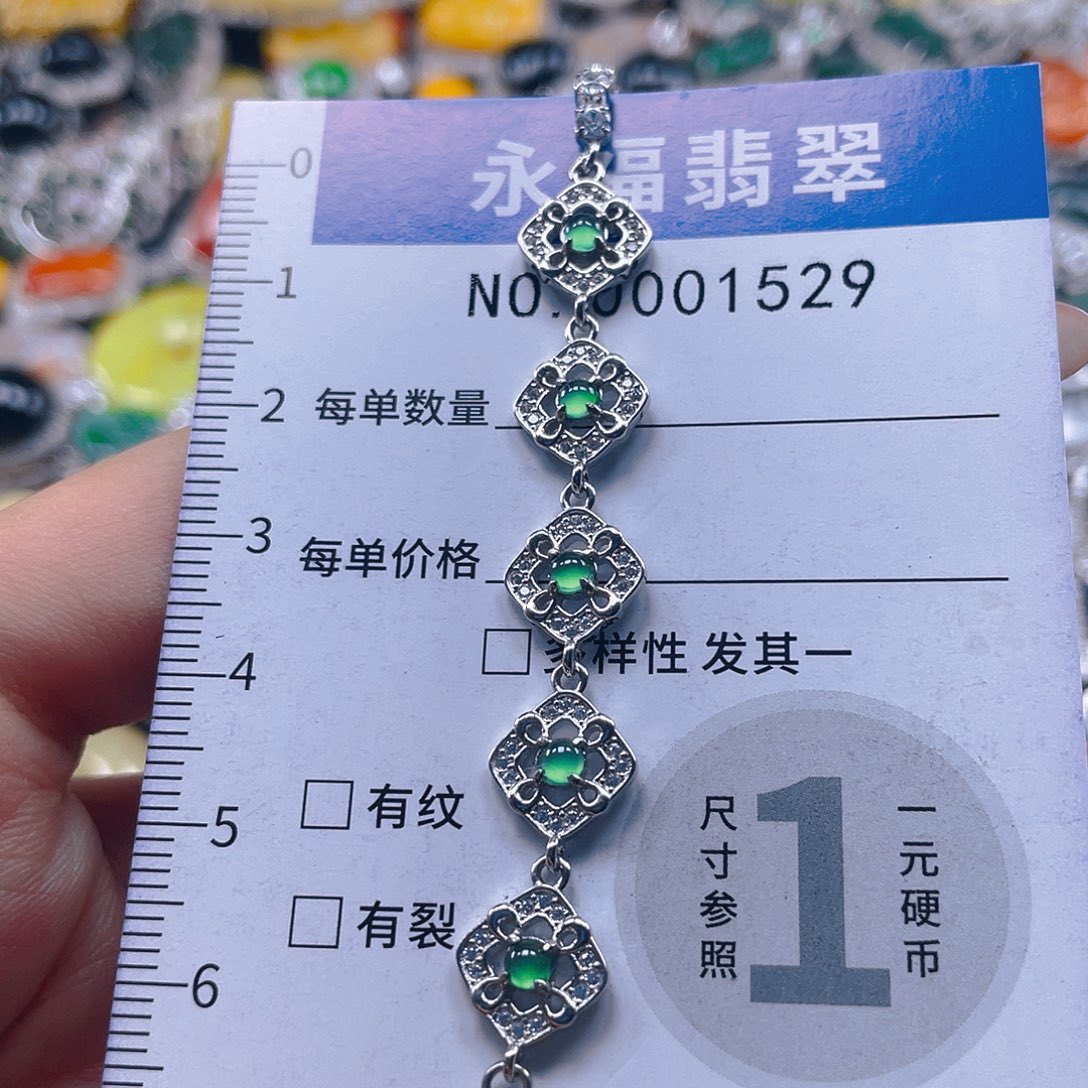 永福翡翠
NO.0001529
0
1
2
3
4
5
6
每单数量
每单价格
多样性 发其一
有纹
有裂
尺寸参照
1
一元硬币